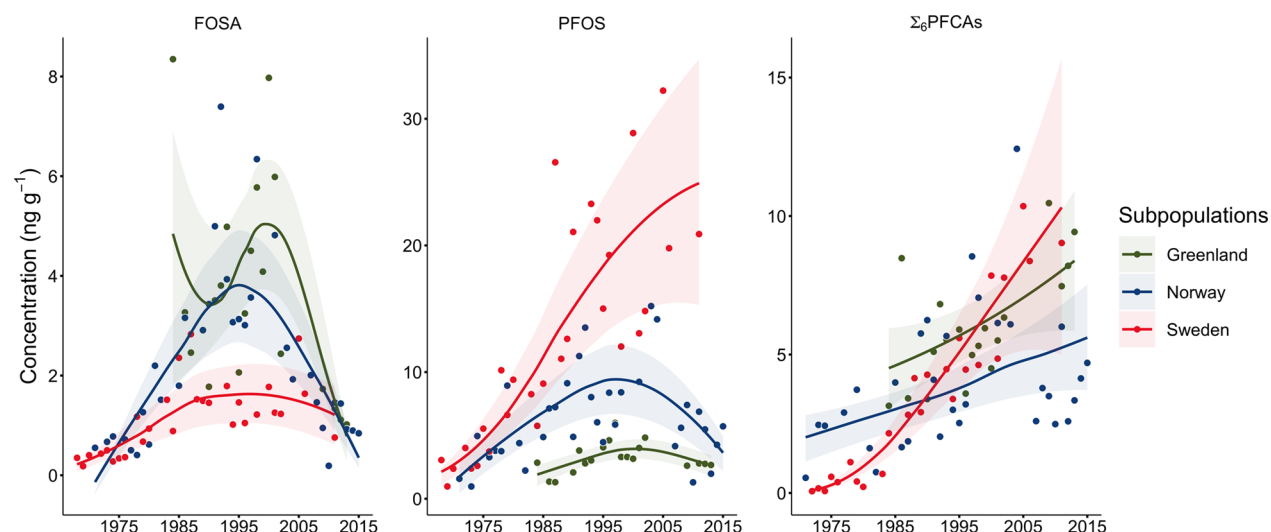 FOSA
PFOS
Σ6PFCAs
Concentration (ng g⁻¹)
8
6
4
2
0
1975 1985 1995 2005 2015
30
20
10
0
1975 1985 1995 2005 2015
15
10
5
0
1975 1985 1995 2005 2015
Subpopulations
Greenland
Norway
Sweden